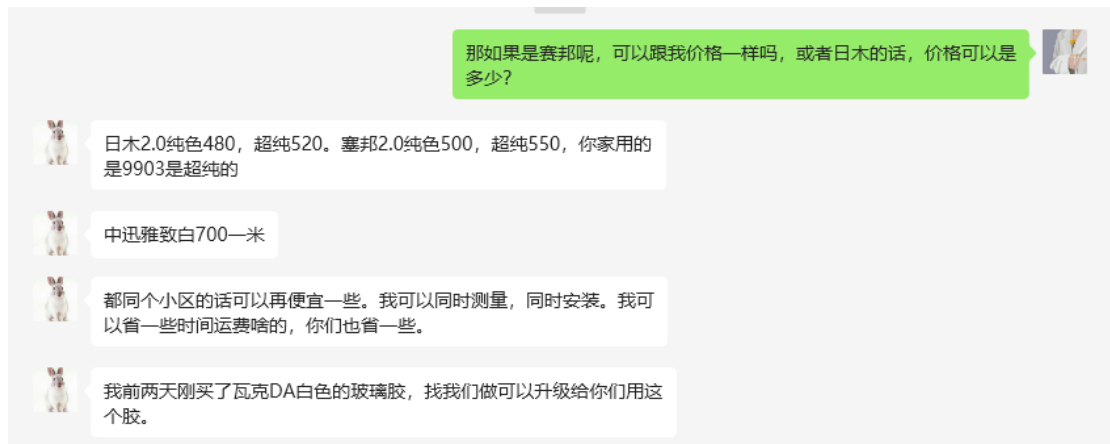 那如果是赛邦呢，可以跟我价格一样吗，或者日木的话，价格可以是
多少？
日木2.0纯色480，超纯520。塞邦2.0纯色500，超纯550，你家用的
是9903是超纯的
中迅雅致白700一米
都同个小区的话可以再便宜一些。我可以同时测量，同时安装。我可
以省一些时间运费啥的，你们也省一些。
我前两天刚买了瓦克DA白色的玻璃胶，找我们做可以升级给你们用这
个胶。